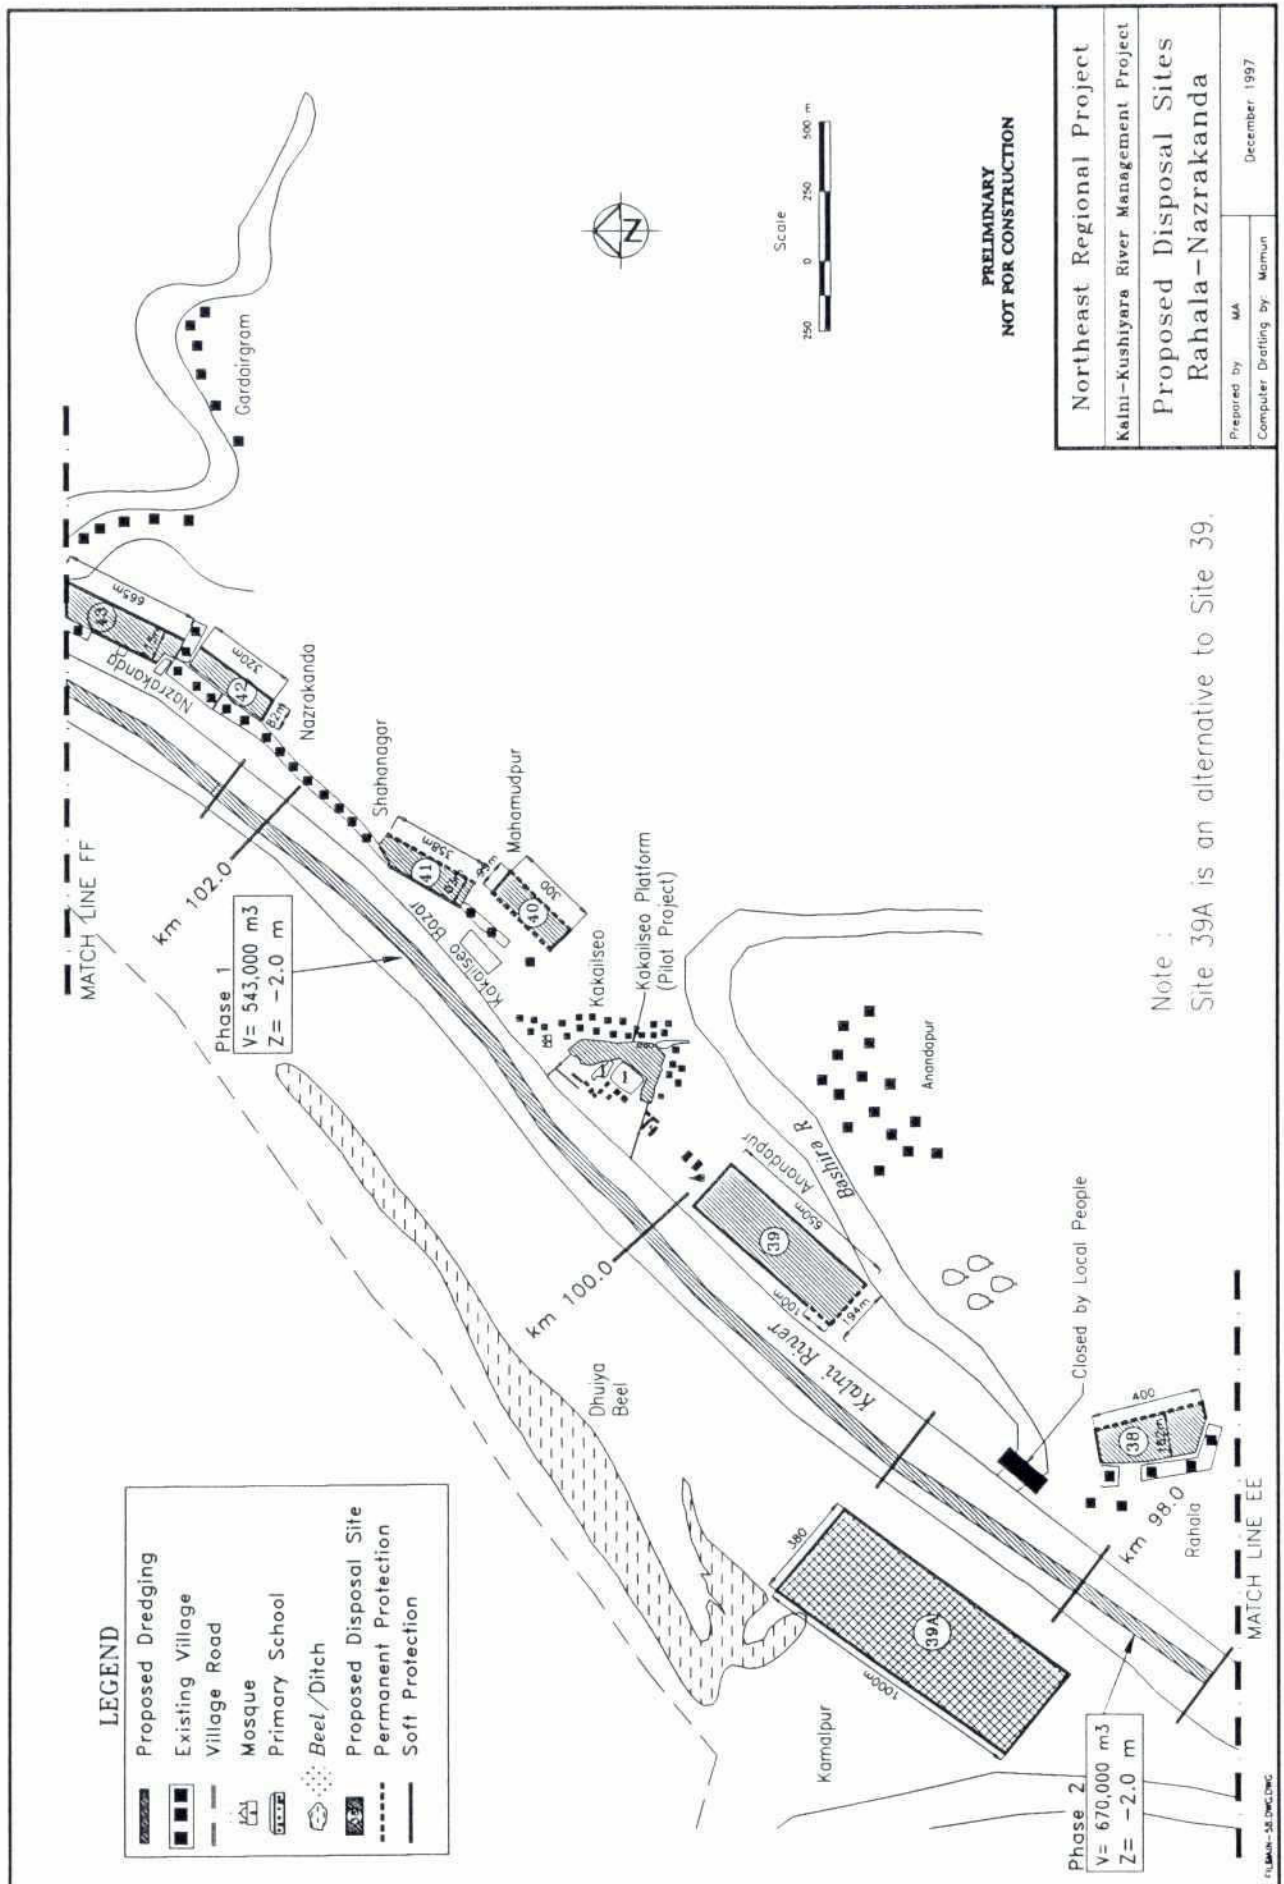 LEGEND
Proposed Dredging
Existing Village
Village Road
Mosque
Primary School
Beel/Ditch
Proposed Disposal Site
Permanent Protection
Soft Protection
MATCH LINE FF
Gardairgram
Phase 1
V= 543,000 m3
Z= -2.0 m
km 102.0
Nazrakanda
43
665m
42
320m
82m
Nazrakanda
Shahanagar
41
358m
Mahamudpur
40
300
Kakailseo Bazar
Kakailseo
Kakailseo Platform
(Pilot Project)
1
km 100.0
Dhuiya
Beel
Kalni River
39
Anandapur
650m
100m
194m
Bashira R.
Anandapur
Closed by Local People
Kamalpur
39A
380
1000m
38
400
162m
km 98.0
Rahala
Phase 2
V= 670,000 m3
Z= -2.0 m
MATCH LINE EE
N
Scale
250 0 250 500 m
PRELIMINARY
NOT FOR CONSTRUCTION
Note :
Site 39A is an alternative to Site 39.
Northeast Regional Project
Kalni-Kushiyara River Management Project
Proposed Disposal Sites
Rahala-Nazrakanda
Prepared by MA
Computer Drafting by: Mamun
December 1997